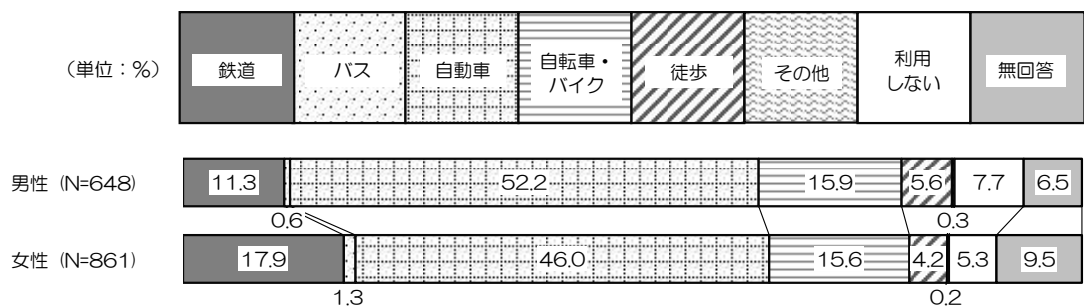 (単位:%) 鉄道 バス 自動車 自転車・バイク 徒歩 その他 利用しない 無回答
男性 (N=648) 11.3 52.2 15.9 5.6 7.7 6.5
0.6 0.3
女性 (N=861) 17.9 46.0 15.6 4.2 5.3 9.5
1.3 0.2